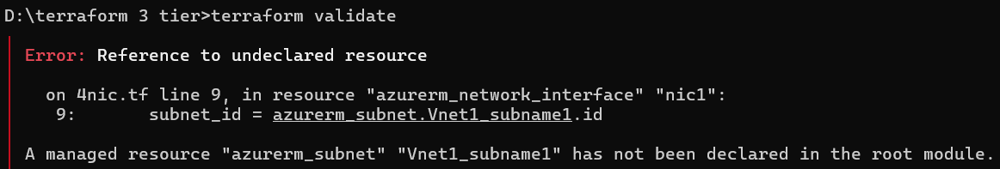 D:\terraform 3 tier>terraform validate
Error: Reference to undeclared resource
on 4nic.tf line 9, in resource "azurerm_network_interface" "nic1":
9: subnet_id = azurerm_subnet.Vnet1_subname1.id
A managed resource "azurerm_subnet" "Vnet1_subname1" has not been declared in the root module.